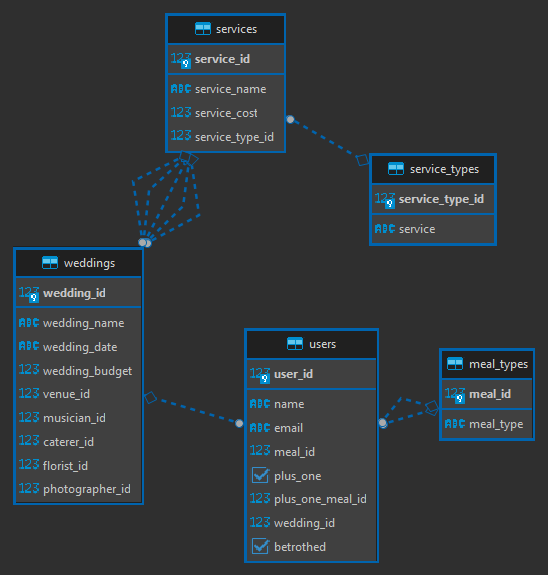 services
123 service_id
ABC service_name
123 service_cost
123 service_type_id
service_types
123 service_type_id
ABC service
weddings
123 wedding_id
ABC wedding_name
ABC wedding_date
123 wedding_budget
123 venue_id
123 musician_id
123 caterer_id
123 florist_id
123 photographer_id
users
123 user_id
ABC name
ABC email
123 meal_id
plus_one
123 plus_one_meal_id
123 wedding_id
betrothed
meal_types
123 meal_id
ABC meal_type